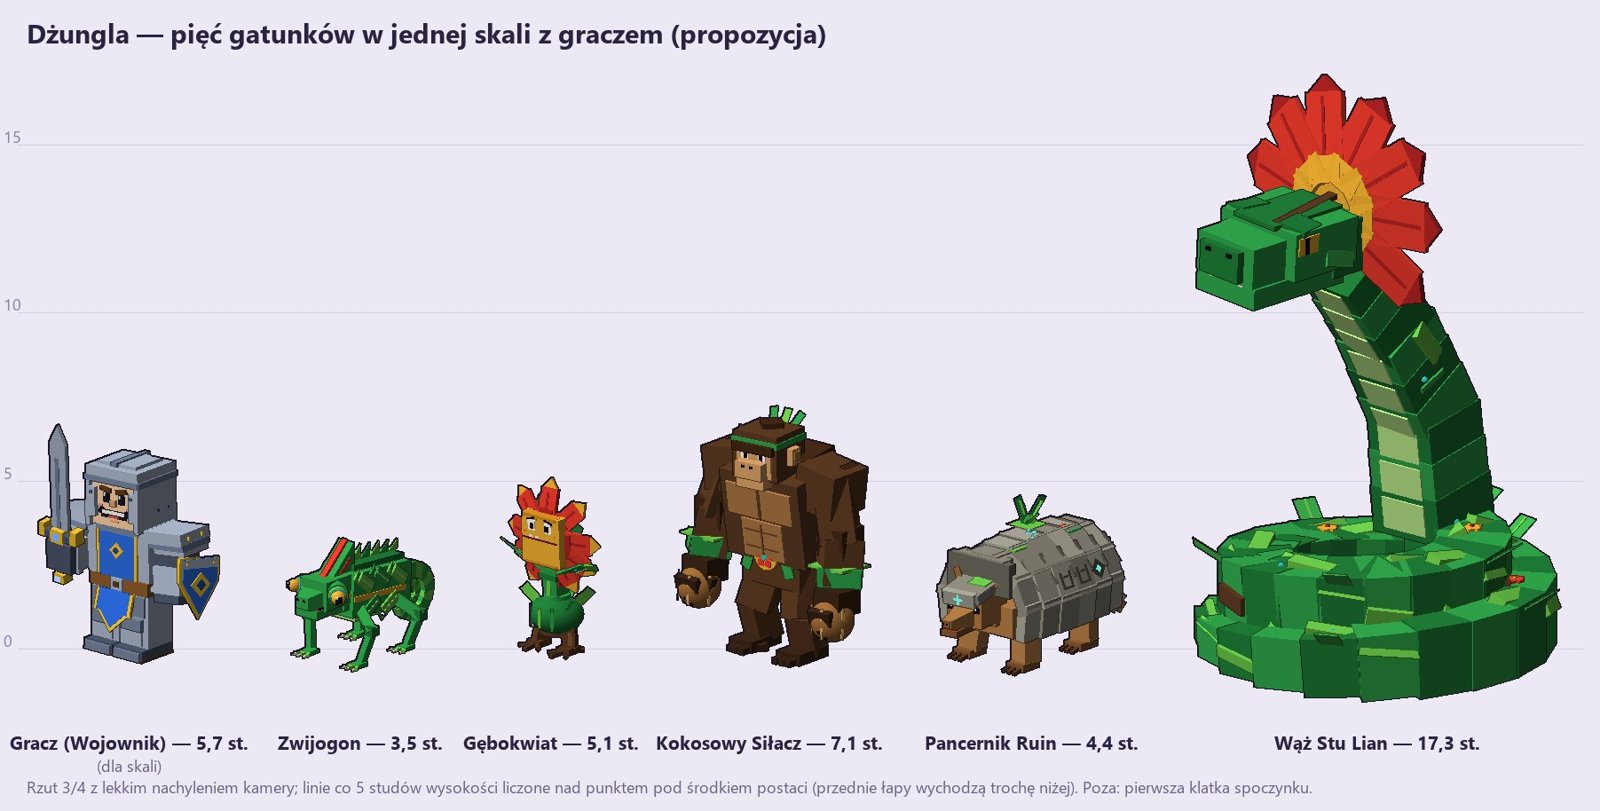 Dżungla — pięć gatunków w jednej skali z graczem (propozycja)
15
10
5
0
Gracz (Wojownik) — 5,7 st.
(dla skali)
Zwijogon — 3,5 st.
Gębokwiat — 5,1 st.
Kokosowy Siłacz — 7,1 st.
Pancernik Ruin — 4,4 st.
Wąż Stu Lian — 17,3 st.
Rzut 3/4 z lekkim nachyleniem kamery; linie co 5 studów wysokości liczone nad punktem pod środkiem postaci (przednie łapy wychodzą trochę niżej). Poza: pierwsza klatka spoczynku.